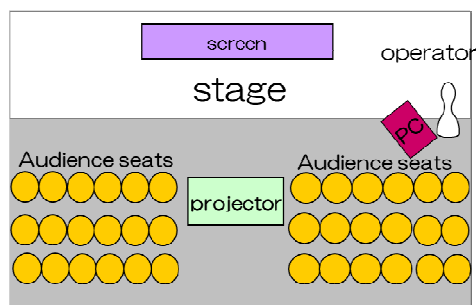 screen
operator
stage
PC
Audience seats
Audience seats
projector